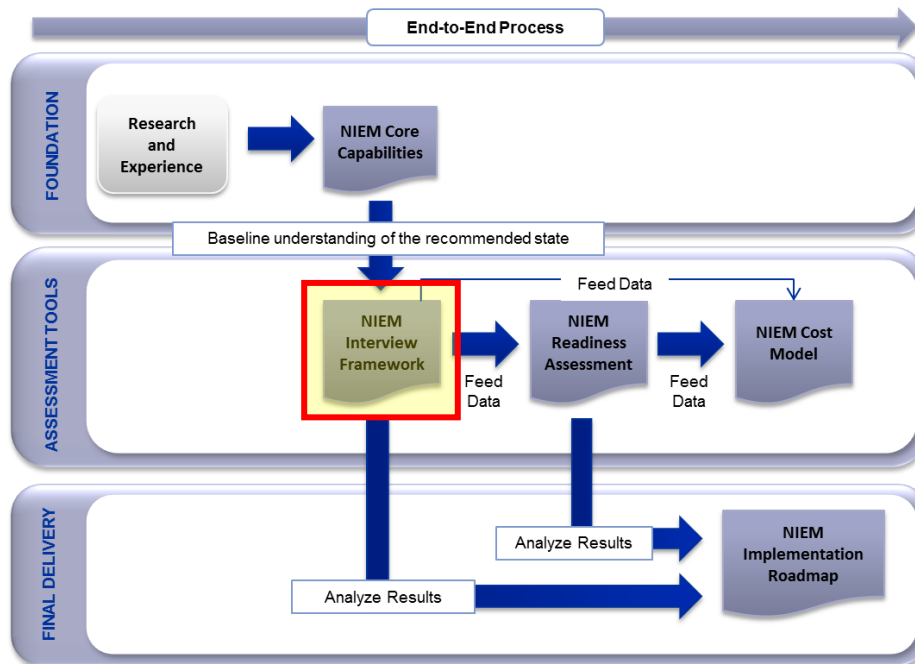 End-to-End Process
FOUNDATION
Research
and
Experience
NIEM Core
Capabilities
Baseline understanding of the recommended state
ASSESSMENT TOOLS
Feed Data
NIEM
Interview
Framework
Feed
Data
NIEM
Readiness
Assessment
Feed
Data
NIEM Cost
Model
FINAL DELIVERY
Analyze Results
Analyze Results
NIEM
Implementation
Roadmap